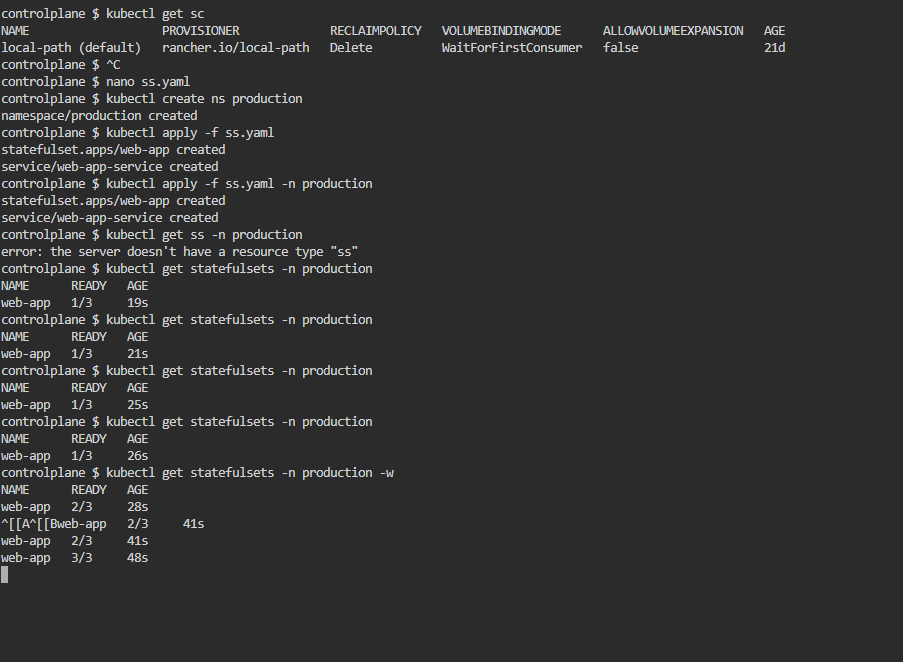 controlplane $ kubectl get sc
NAME                   PROVISIONER             RECLAIMPOLICY   VOLUMEBINDINGMODE      ALLOWVOLUMEEXPANSION   AGE
local-path (default)   rancher.io/local-path   Delete          WaitForFirstConsumer   false                  21d
controlplane $ ^C
controlplane $ nano ss.yaml
controlplane $ kubectl create ns production
namespace/production created
controlplane $ kubectl apply -f ss.yaml
statefulset.apps/web-app created
service/web-app-service created
controlplane $ kubectl apply -f ss.yaml -n production
statefulset.apps/web-app created
service/web-app-service created
controlplane $ kubectl get ss -n production
error: the server doesn't have a resource type "ss"
controlplane $ kubectl get statefulsets -n production
NAME      READY   AGE
web-app   1/3     19s
controlplane $ kubectl get statefulsets -n production
NAME      READY   AGE
web-app   1/3     21s
controlplane $ kubectl get statefulsets -n production
NAME      READY   AGE
web-app   1/3     25s
controlplane $ kubectl get statefulsets -n production
NAME      READY   AGE
web-app   1/3     26s
controlplane $ kubectl get statefulsets -n production -w
NAME      READY   AGE
web-app   2/3     28s
^[[A^[[Bweb-app   2/3     41s
web-app   2/3     41s
web-app   3/3     48s